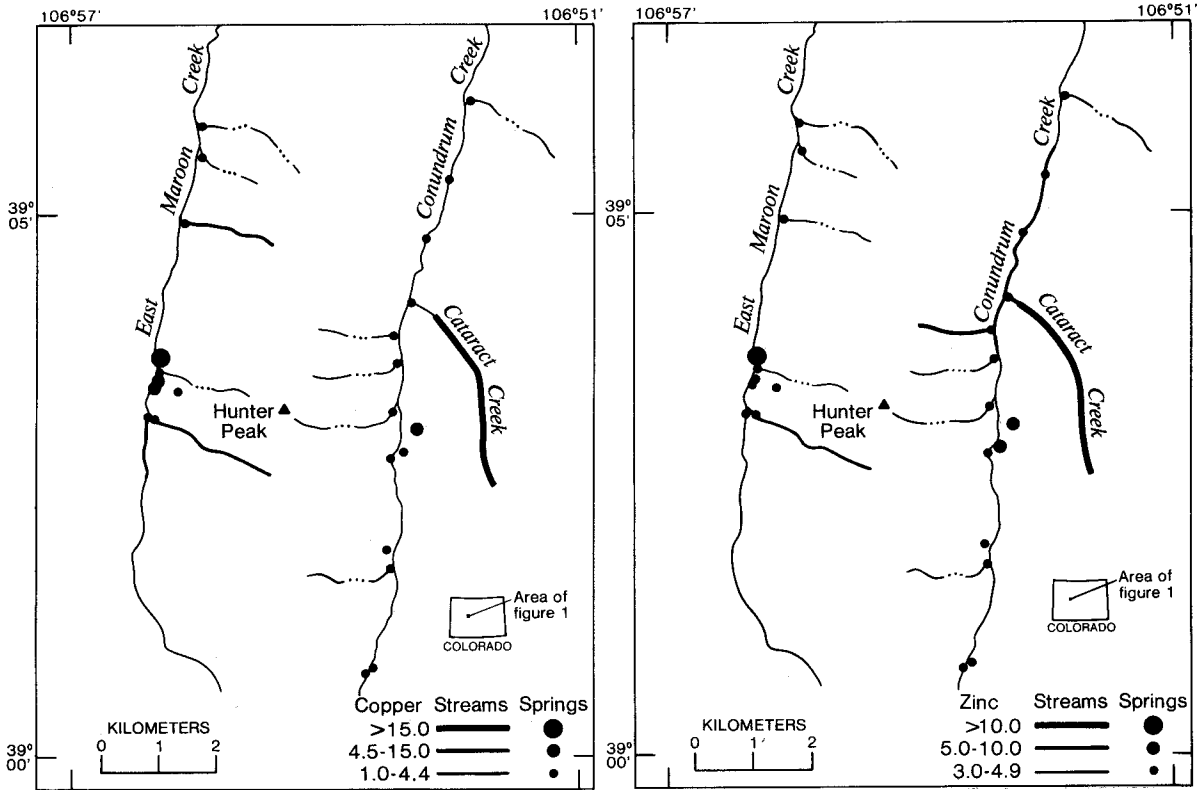 106°57'
106°51'
Creek
Maroon
East
Creek
Conundrum
Cataract
Creek
39°
05'
Hunter
Peak
Area of
figure 1
COLORADO
KILOMETERS
0 1 2
39°
00'
Copper Streams Springs
>15.0
4.5-15.0
1.0-4.4
106°57'
106°51'
Creek
Maroon
East
Creek
Conundrum
Cataract
Creek
39°
05'
Hunter
Peak
Area of
figure 1
COLORADO
KILOMETERS
0 1 2
39°
00'
Zinc Streams Springs
>10.0
5.0-10.0
3.0-4.9